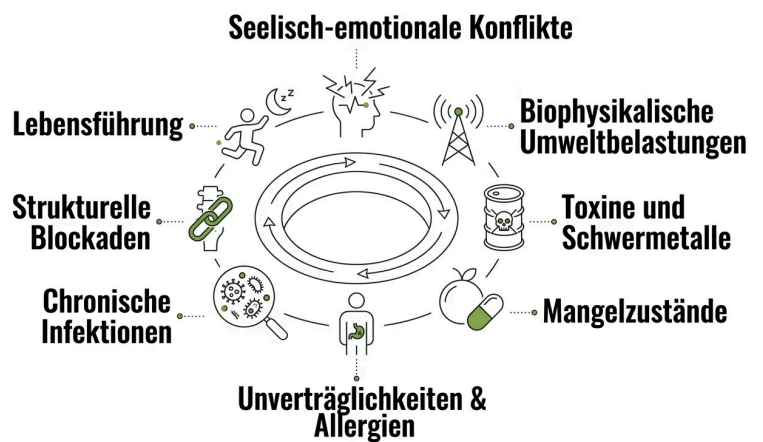 Seelisch-emotionale Konflikte
Lebensführung
Biophysikalische
Umweltbelastungen
Strukturelle
Blockaden
Toxine und
Schwermetalle
Chronische
Infektionen
Mangelzustände
Unverträglichkeiten &
Allergien
z z